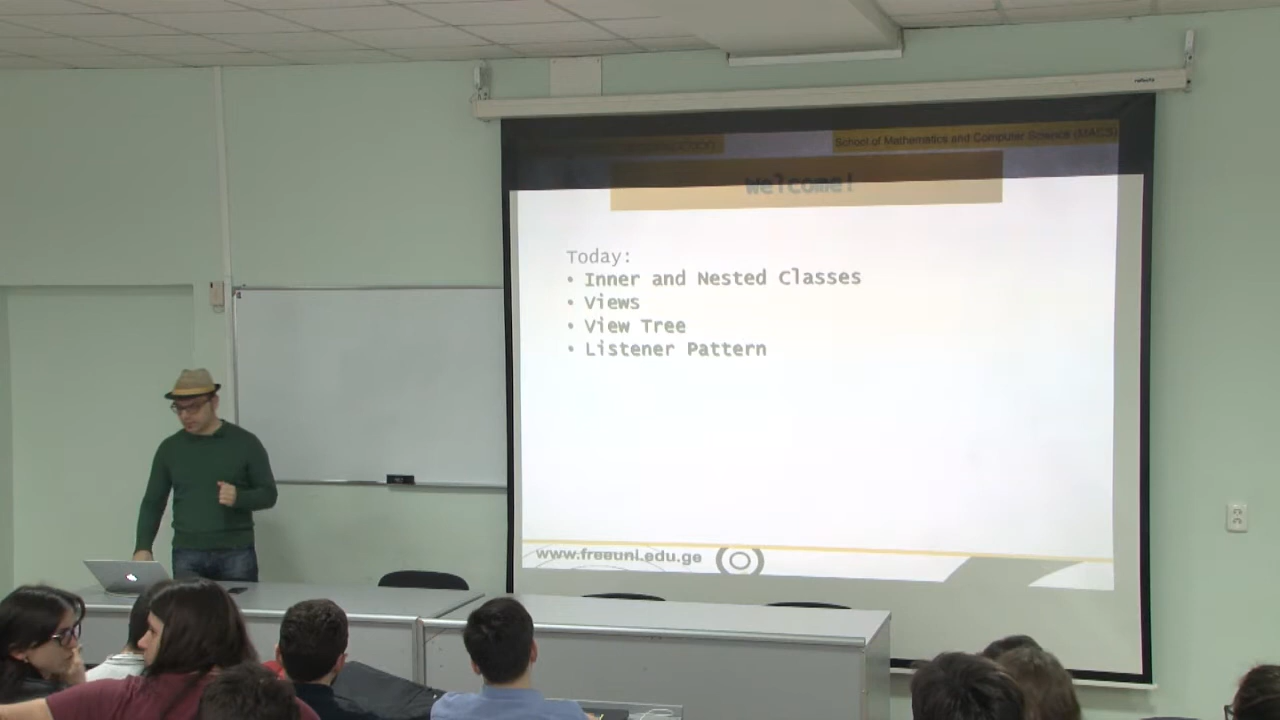 School of Mathematics and Computer Science (MACS)
Welcome!
Today:
• Inner and Nested Classes
• Views
• View Tree
• Listener Pattern
www.freeuni.edu.ge